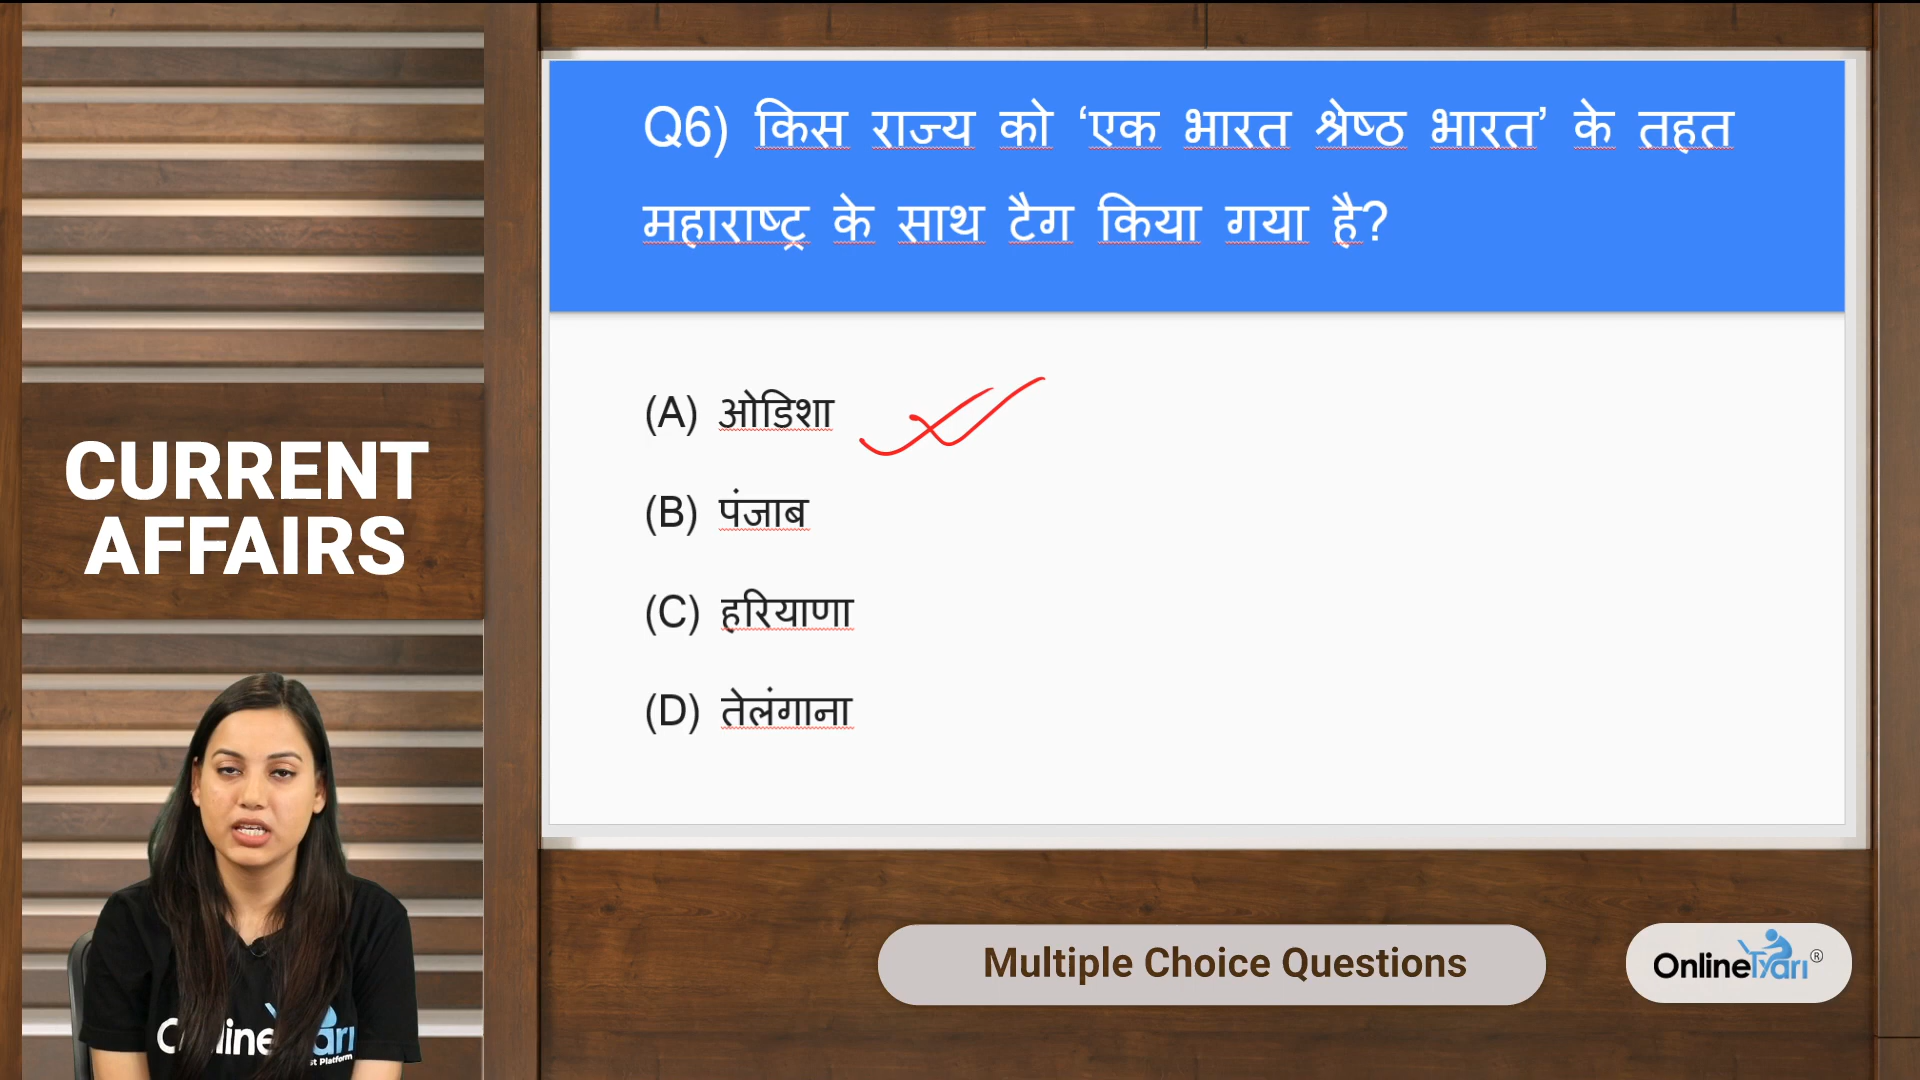 Q6) किस राज्य को ‘एक भारत श्रेष्ठ भारत’ के तहत
महाराष्ट्र के साथ टैग किया गया है?
(A) ओडिशा
(B) पंजाब
(C) हरियाणा
(D) तेलंगाना
CURRENT
AFFAIRS
Multiple Choice Questions
OnlineTyari®